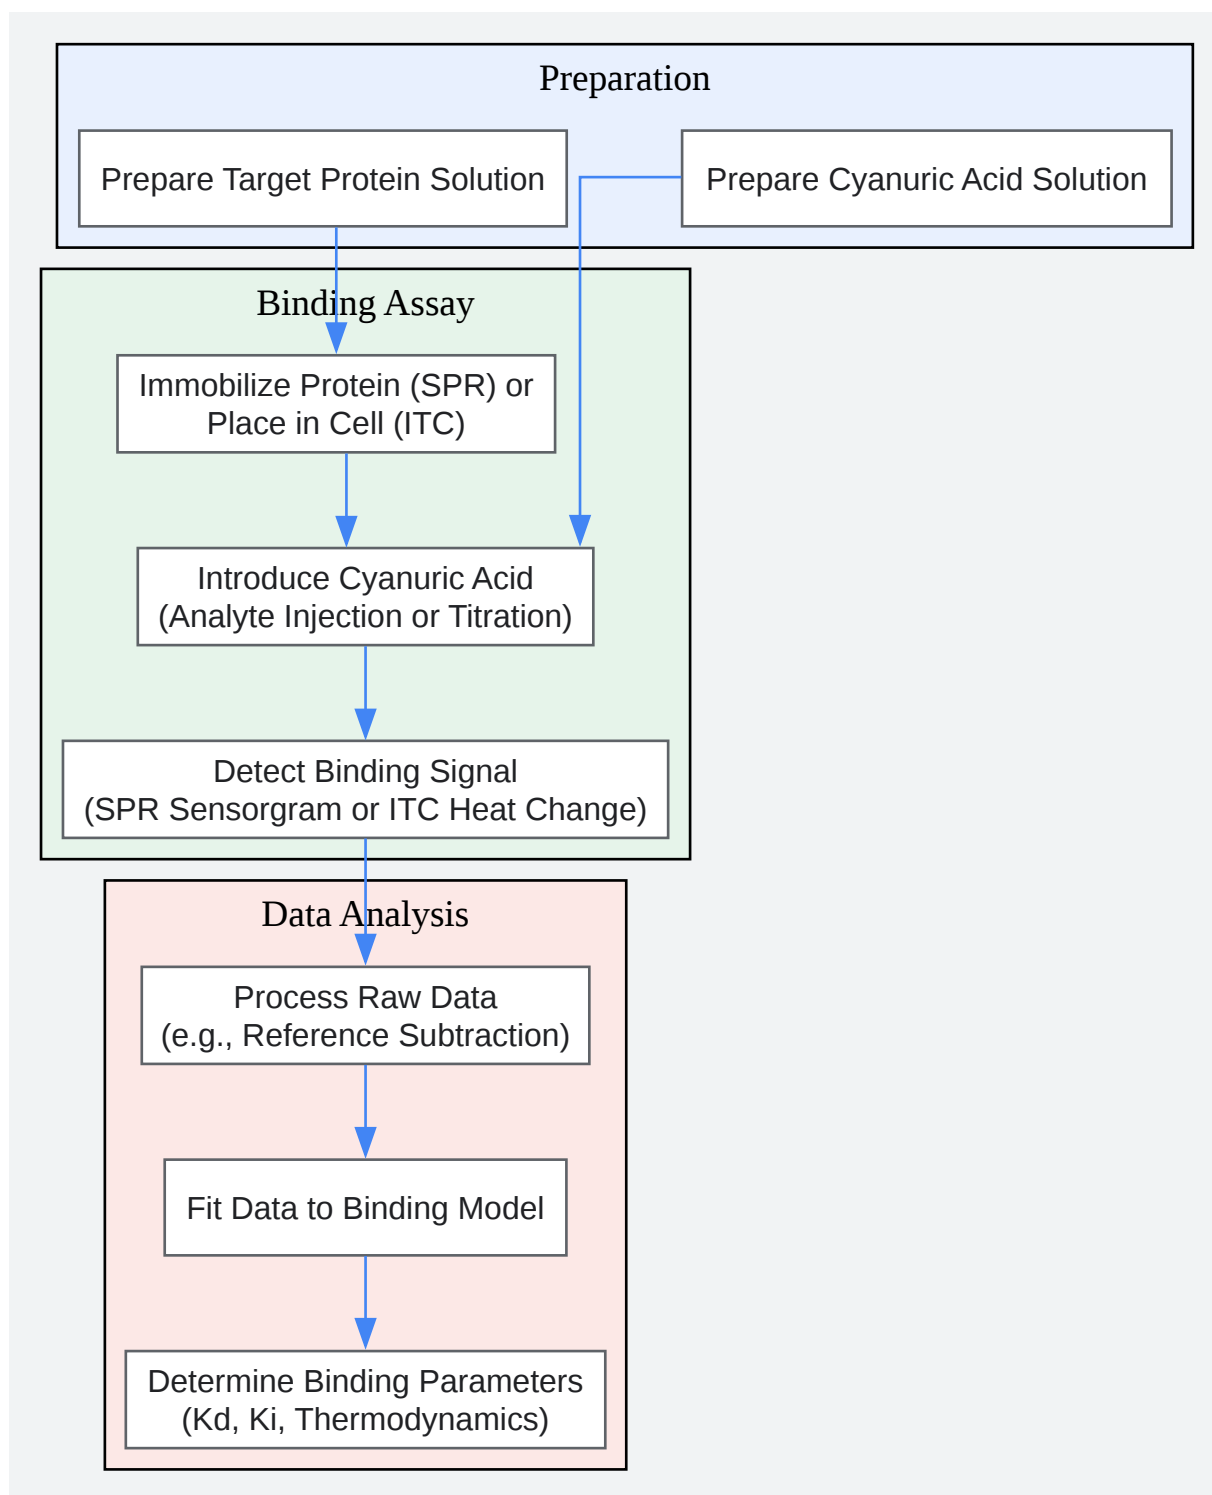 Preparation
Prepare Target Protein Solution
Prepare Cyanuric Acid Solution
Binding Assay
Immobilize Protein (SPR) or
Place in Cell (ITC)
Introduce Cyanuric Acid
(Analyte Injection or Titration)
Detect Binding Signal
(SPR Sensorgram or ITC Heat Change)
Data Analysis
Process Raw Data
(e.g., Reference Subtraction)
Fit Data to Binding Model
Determine Binding Parameters
(Kd, Ki, Thermodynamics)